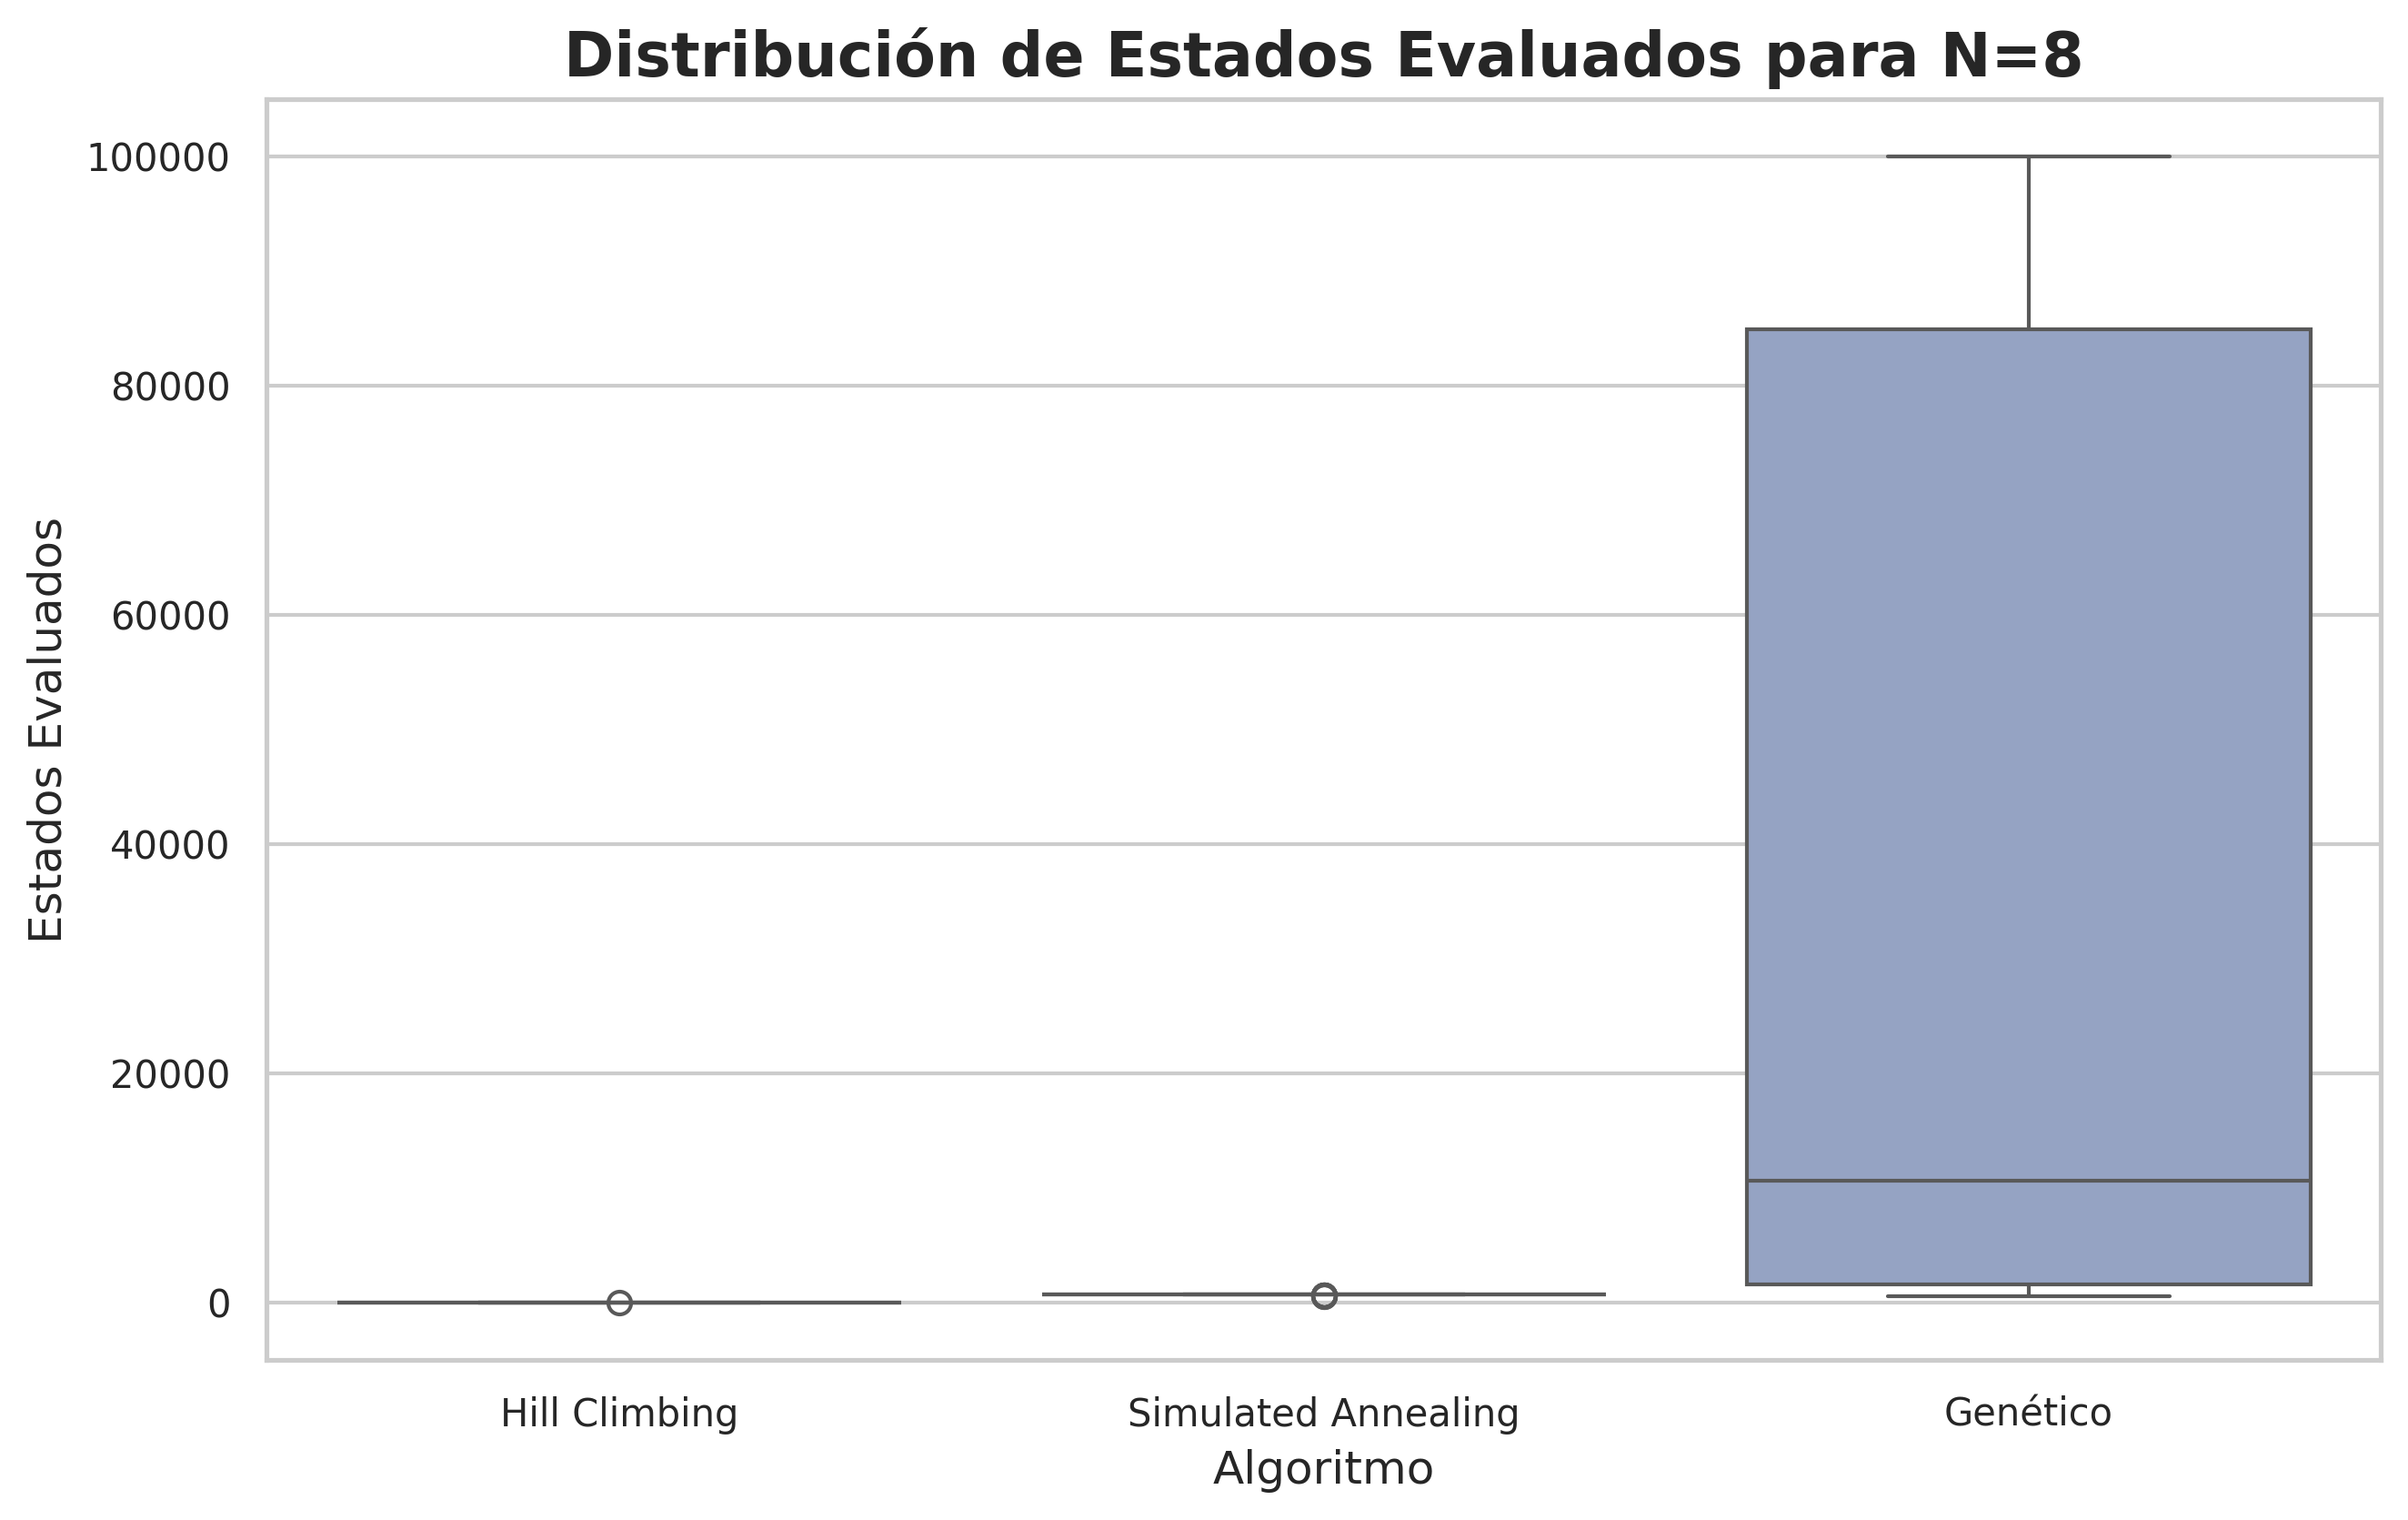 Distribución de Estados Evaluados para N=8
Estados Evaluados
100000
80000
60000
40000
20000
0
Hill Climbing
Simulated Annealing
Genético
Algoritmo